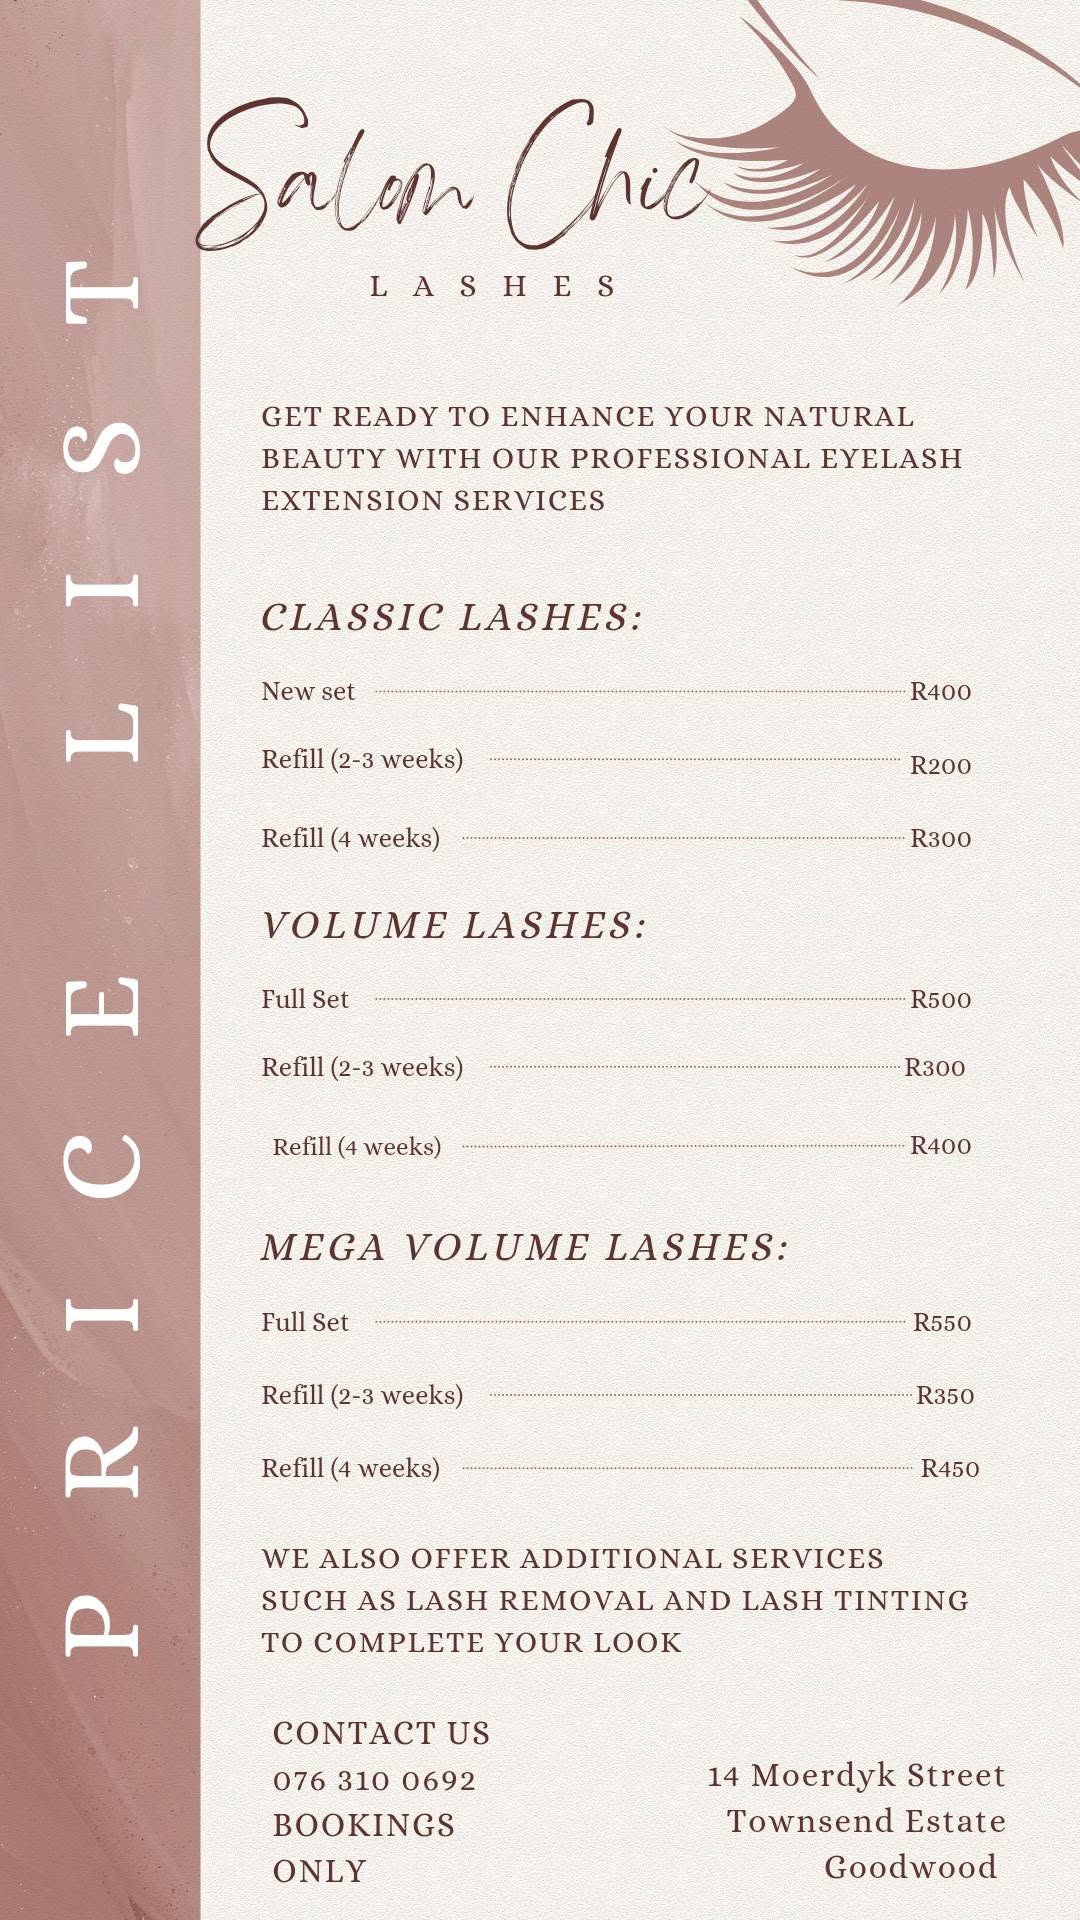 PRICE LIST
Salon Chic
LASHES
GET READY TO ENHANCE YOUR NATURAL
BEAUTY WITH OUR PROFESSIONAL EYELASH
EXTENSION SERVICES
CLASSIC LASHES:
New set R400
Refill (2-3 weeks) R200
Refill (4 weeks) R300
VOLUME LASHES:
Full Set R500
Refill (2-3 weeks) R300
Refill (4 weeks) R400
MEGA VOLUME LASHES:
Full Set R550
Refill (2-3 weeks) R350
Refill (4 weeks) R450
WE ALSO OFFER ADDITIONAL SERVICES
SUCH AS LASH REMOVAL AND LASH TINTING
TO COMPLETE YOUR LOOK
CONTACT US
076 310 0692
BOOKINGS
ONLY
14 Moerdyk Street
Townsend Estate
Goodwood